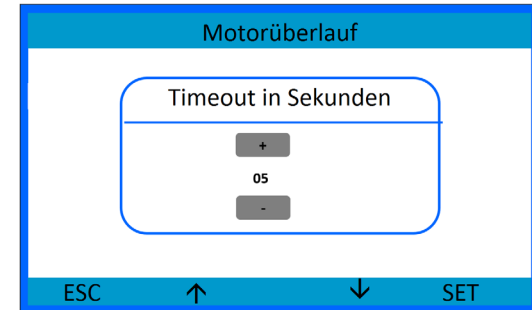 Motorüberlauf
Timeout in Sekunden
+
05
-
ESC ↑ ↓ SET